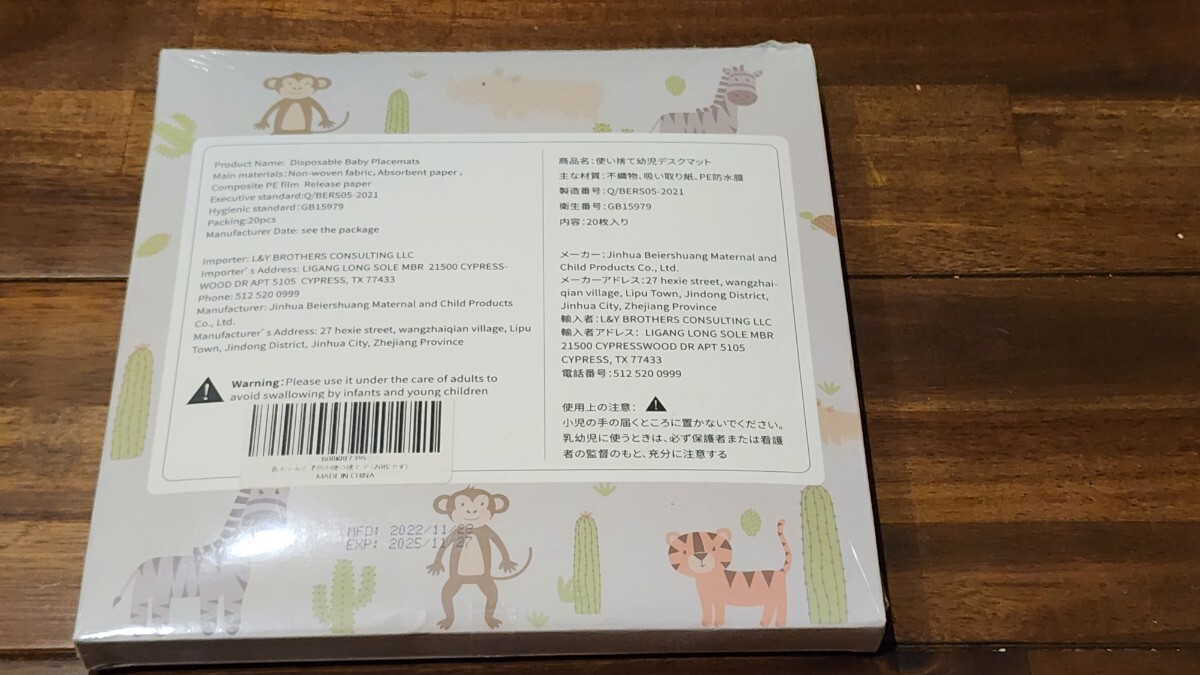 Product Name: Disposable Baby Placemats
Main materials: Non-woven fabric, Absorbent paper ,
Composite PE film Release paper
Executive standard:Q/BERS05-2021
Hygienic standard:GB15979
Packing:20pcs
Manufacturer Date: see the package
Importer: L&Y BROTHERS CONSULTING LLC
Importer's Address: LIGANG LONG SOLE MBR 21500 CYPRESS-
WOOD DR APT 5105 CYPRESS, TX 77433
Phone: 512 520 0999
Manufacturer: Jinhua Beiershuang Maternal and Child Products
Co., Ltd.
Manufacturer's Address: 27 hexie street, wangzhaiqian village, Lipu
Town, Jindong District, Jinhua City, Zhejiang Province
Warning:Please use it under the care of adults to
avoid swallowing by infants and young children
MADE IN CHINA
商品名:使い捨て幼児デスクマット
主な材質:不織物、吸い取り紙、PE防水膜
製造番号:Q/BERS05-2021
衛生番号:GB15979
内容:20枚入り
メーカー:Jinhua Beiershuang Maternal and
Child Products Co., Ltd.
メーカーアドレス:27 hexie street, wangzhai-
qian village, Lipu Town, Jindong District,
Jinhua City, Zhejiang Province
輸入者:L&Y BROTHERS CONSULTING LLC
輸入者アドレス: LIGANG LONG SOLE MBR
21500 CYPRESSWOOD DR APT 5105
CYPRESS, TX 77433
電話番号:512 520 0999
使用上の注意:
小児の手の届くところに置かないでください。
乳幼児に使うときは、必ず保護者または看護
者の監督のもと、充分に注意する
MFD: 2022/11/28
EXP: 2025/11/27